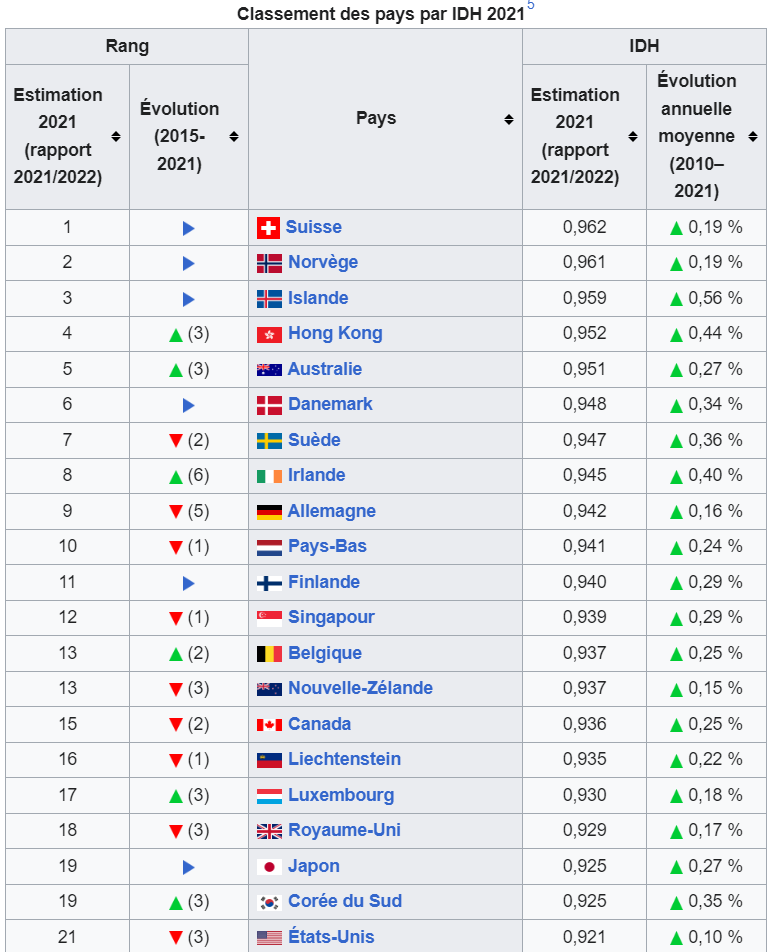 Classement des pays par IDH 2021 5
Rang Pays IDH
Estimation 2021 (rapport 2021/2022) Évolution (2015-2021) Estimation 2021 (rapport 2021/2022) Évolution annuelle moyenne (2010–2021)
1 Suisse 0,962 0,19 %
2 Norvège 0,961 0,19 %
3 Islande 0,959 0,56 %
4 (3) Hong Kong 0,952 0,44 %
5 (3) Australie 0,951 0,27 %
6 Danemark 0,948 0,34 %
7 (2) Suède 0,947 0,36 %
8 (6) Irlande 0,945 0,40 %
9 (5) Allemagne 0,942 0,16 %
10 (1) Pays-Bas 0,941 0,24 %
11 Finlande 0,940 0,29 %
12 (1) Singapour 0,939 0,29 %
13 (2) Belgique 0,937 0,25 %
13 (3) Nouvelle-Zélande 0,937 0,15 %
15 (2) Canada 0,936 0,25 %
16 (1) Liechtenstein 0,935 0,22 %
17 (3) Luxembourg 0,930 0,18 %
18 (3) Royaume-Uni 0,929 0,17 %
19 Japon 0,925 0,27 %
19 (3) Corée du Sud 0,925 0,35 %
21 (3) États-Unis 0,921 0,10 %